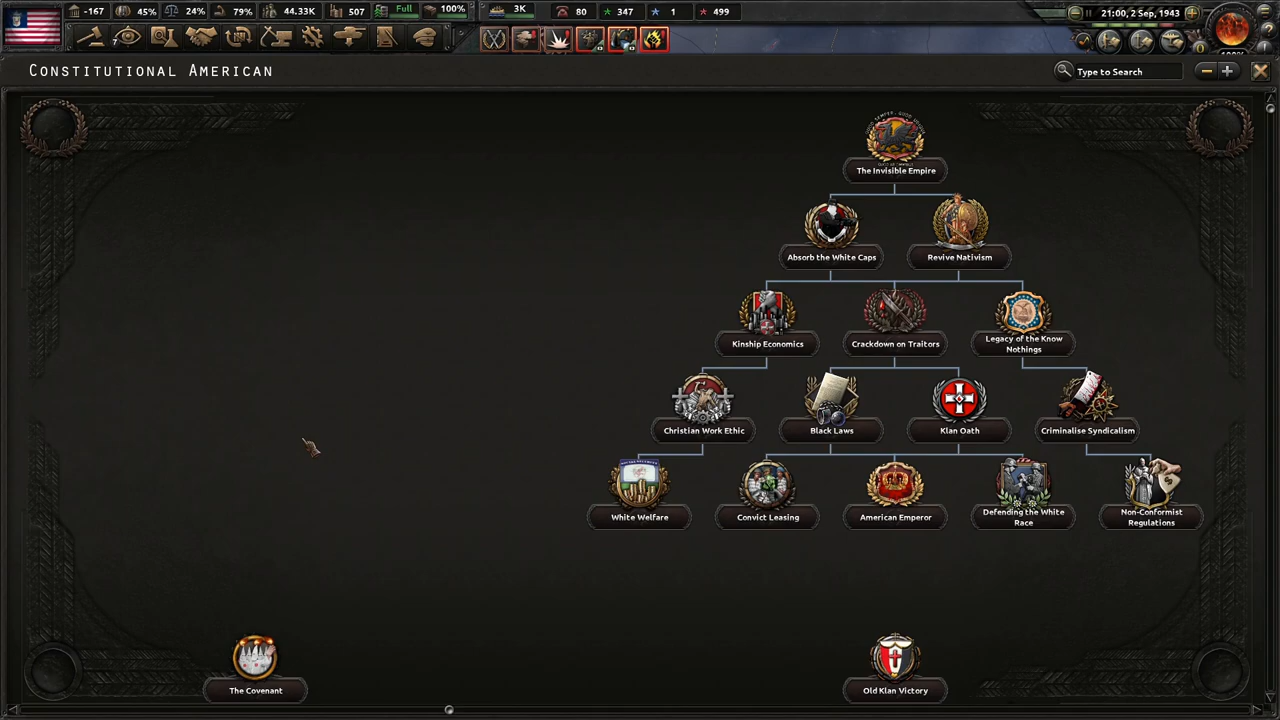 -167 45% 24% 79% 44.33K 507 Full 100% 3K 80 347 1 499 21:00, 2 Sep, 1943
7
Constitutional American
Type to Search
The Invisible Empire
Absorb the White Caps
Revive Nativism
Kinship Economics
Crackdown on Traitors
Legacy of the Know
Nothings
Christian Work Ethic
Black Laws
Klan Oath
Criminalise Syndicalism
White Welfare
Convict Leasing
American Emperor
Defending the White
Race
Non-Conformist
Regulations
The Covenant
Old Klan Victory